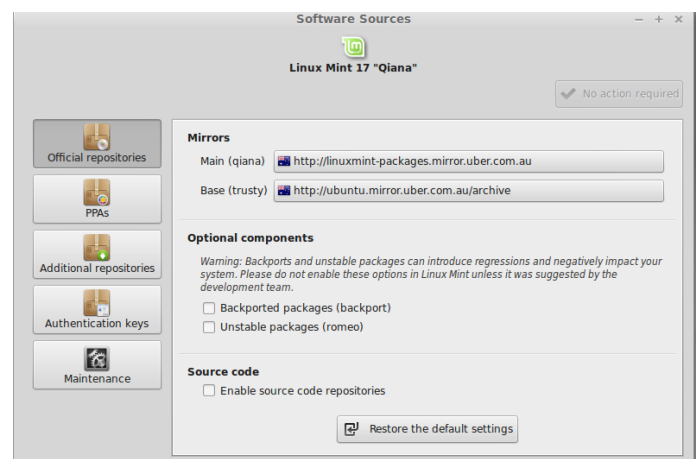 Software Sources
Linux Mint 17 "Qiana"
No action required
Official repositories
PPAs
Additional repositories
Authentication keys
Maintenance
Mirrors
Main (qiana) http://linuxmint-packages.mirror.uber.com.au
Base (trusty) http://ubuntu.mirror.uber.com.au/archive
Optional components
Warning: Backports and unstable packages can introduce regressions and negatively impact your
system. Please do not enable these options in Linux Mint unless it was suggested by the
development team.
Backported packages (backport)
Unstable packages (romeo)
Source code
Enable source code repositories
Restore the default settings